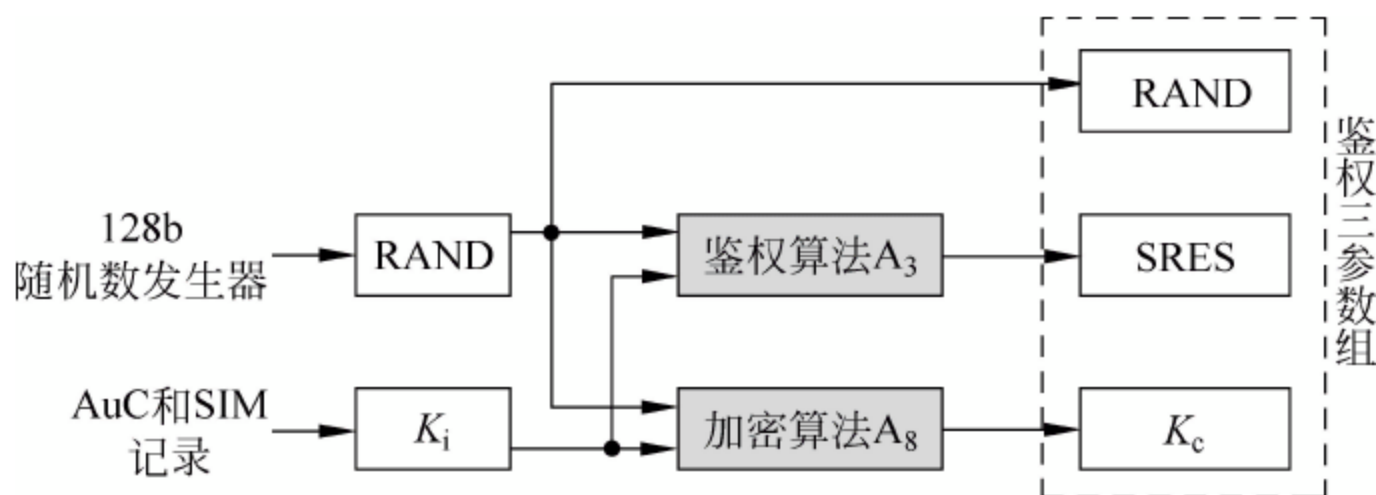 RAND
128b
随机数发生器
RAND
鉴权算法A₃
SRES
AuC和SIM
记录
Kᵢ
加密算法A₈
K_c
鉴权三参数组